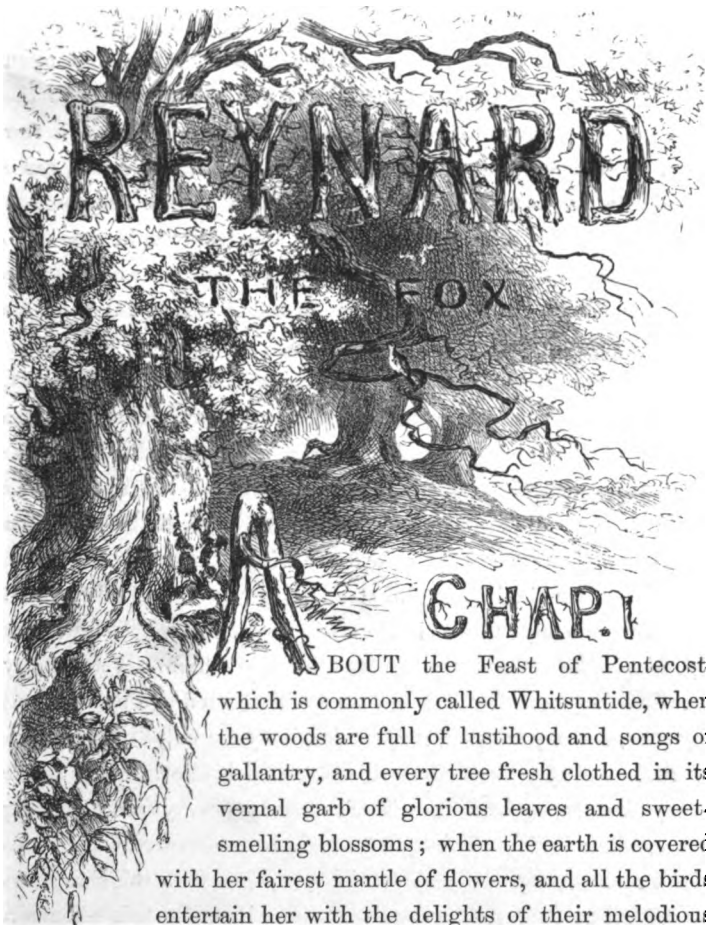 REYNARD
THE FOX
CHAP. I
ABOUT the Feast of Pentecost
which is commonly called Whitsuntide, when
the woods are full of lustihood and songs of
gallantry, and every tree fresh clothed in its
vernal garb of glorious leaves and sweet-
smelling blossoms; when the earth is covered
with her fairest mantle of flowers, and all the birds
entertain her with the delights of their melodious